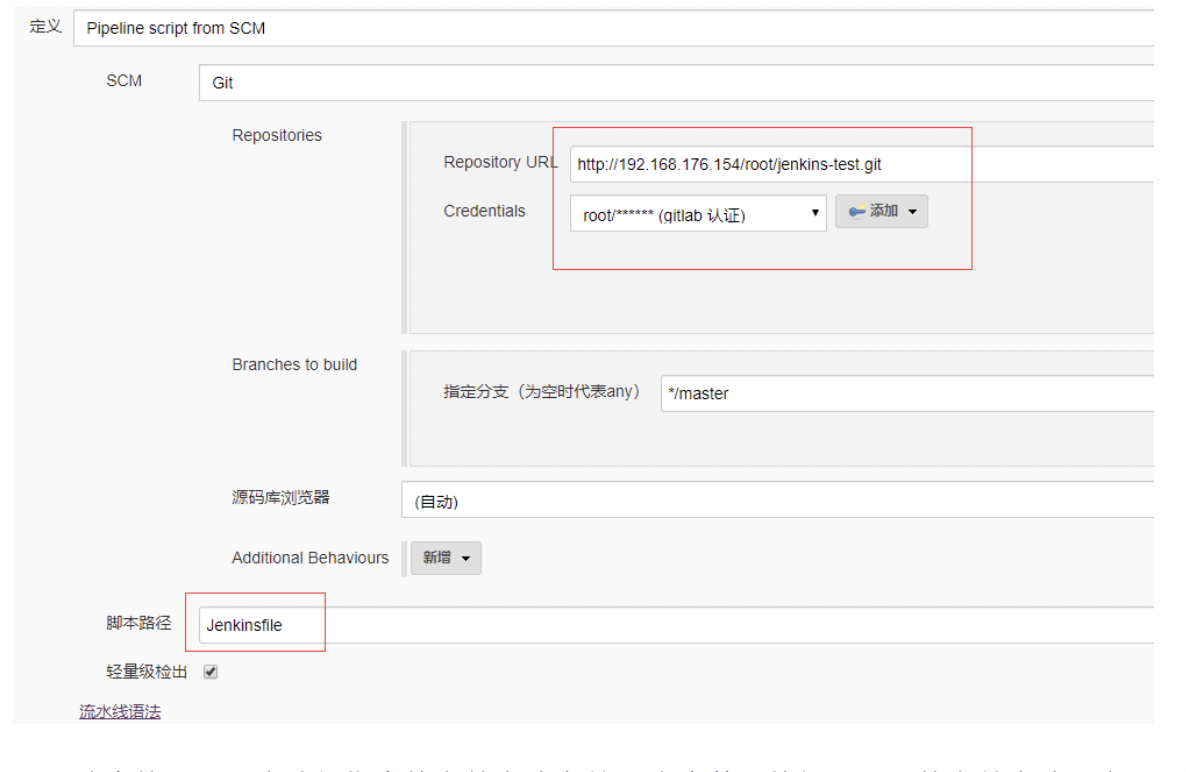 定义 Pipeline script from SCM
SCM Git
Repositories
Repository URL http://192.168.176.154/root/jenkins-test.git
Credentials root/****** (gitlab 认证) 添加
Branches to build
指定分支（为空时代表any） */master
源码库浏览器 (自动)
Additional Behaviours 新增
脚本路径 Jenkinsfile
轻量级检出
流水线语法